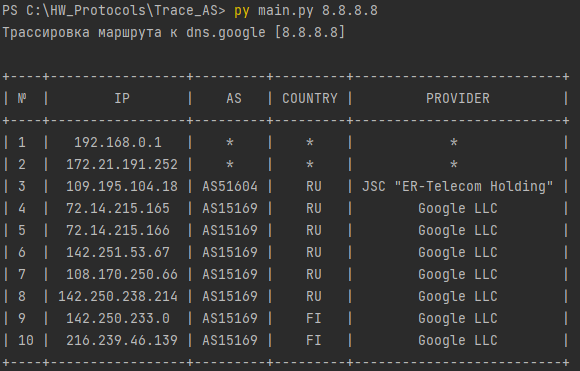 PS C:\HW_Protocols\Trace_AS> py main.py 8.8.8.8
Трассировка маршрута к dns.google [8.8.8.8]
+----+-----------------+---------+---------+--------------------------+
| № | IP | AS | COUNTRY | PROVIDER |
+----+-----------------+---------+---------+--------------------------+
| 1 | 192.168.0.1 | * | * | * |
| 2 | 172.21.191.252 | * | * | * |
| 3 | 109.195.104.18 | AS51604 | RU | JSC "ER-Telecom Holding" |
| 4 | 72.14.215.165 | AS15169 | RU | Google LLC |
| 5 | 72.14.215.166 | AS15169 | RU | Google LLC |
| 6 | 142.251.53.67 | AS15169 | RU | Google LLC |
| 7 | 108.170.250.66 | AS15169 | RU | Google LLC |
| 8 | 142.250.238.214 | AS15169 | RU | Google LLC |
| 9 | 142.250.233.0 | AS15169 | FI | Google LLC |
| 10 | 216.239.46.139 | AS15169 | FI | Google LLC |
+----+-----------------+---------+---------+--------------------------+